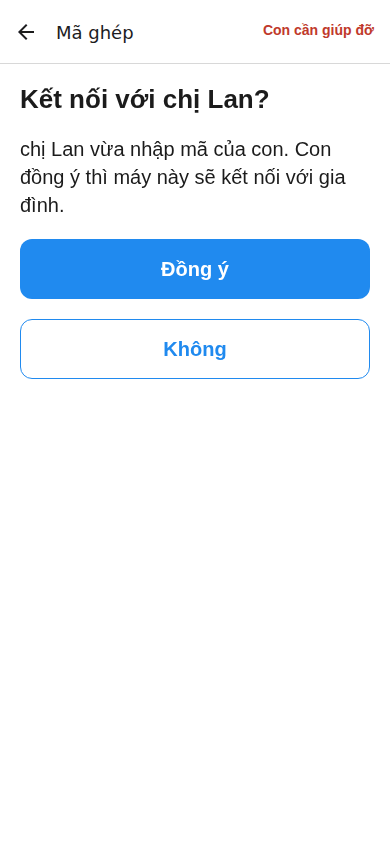 Mã ghép
Con cần giúp đỡ
Kết nối với chị Lan?
chị Lan vừa nhập mã của con. Con
đồng ý thì máy này sẽ kết nối với gia
đình.
Đồng ý
Không